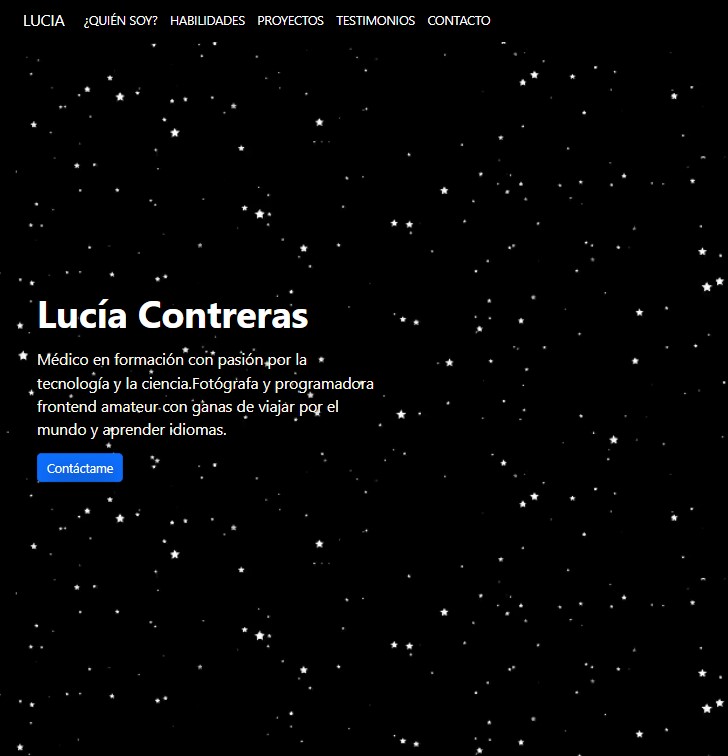 LUCIA ¿QUIÉN SOY? HABILIDADES PROYECTOS TESTIMONIOS CONTACTO
Lucía Contreras
Médico en formación con pasión por la
tecnología y la ciencia.Fotógrafa y programadora
frontend amateur con ganas de viajar por el
mundo y aprender idiomas.
Contáctame